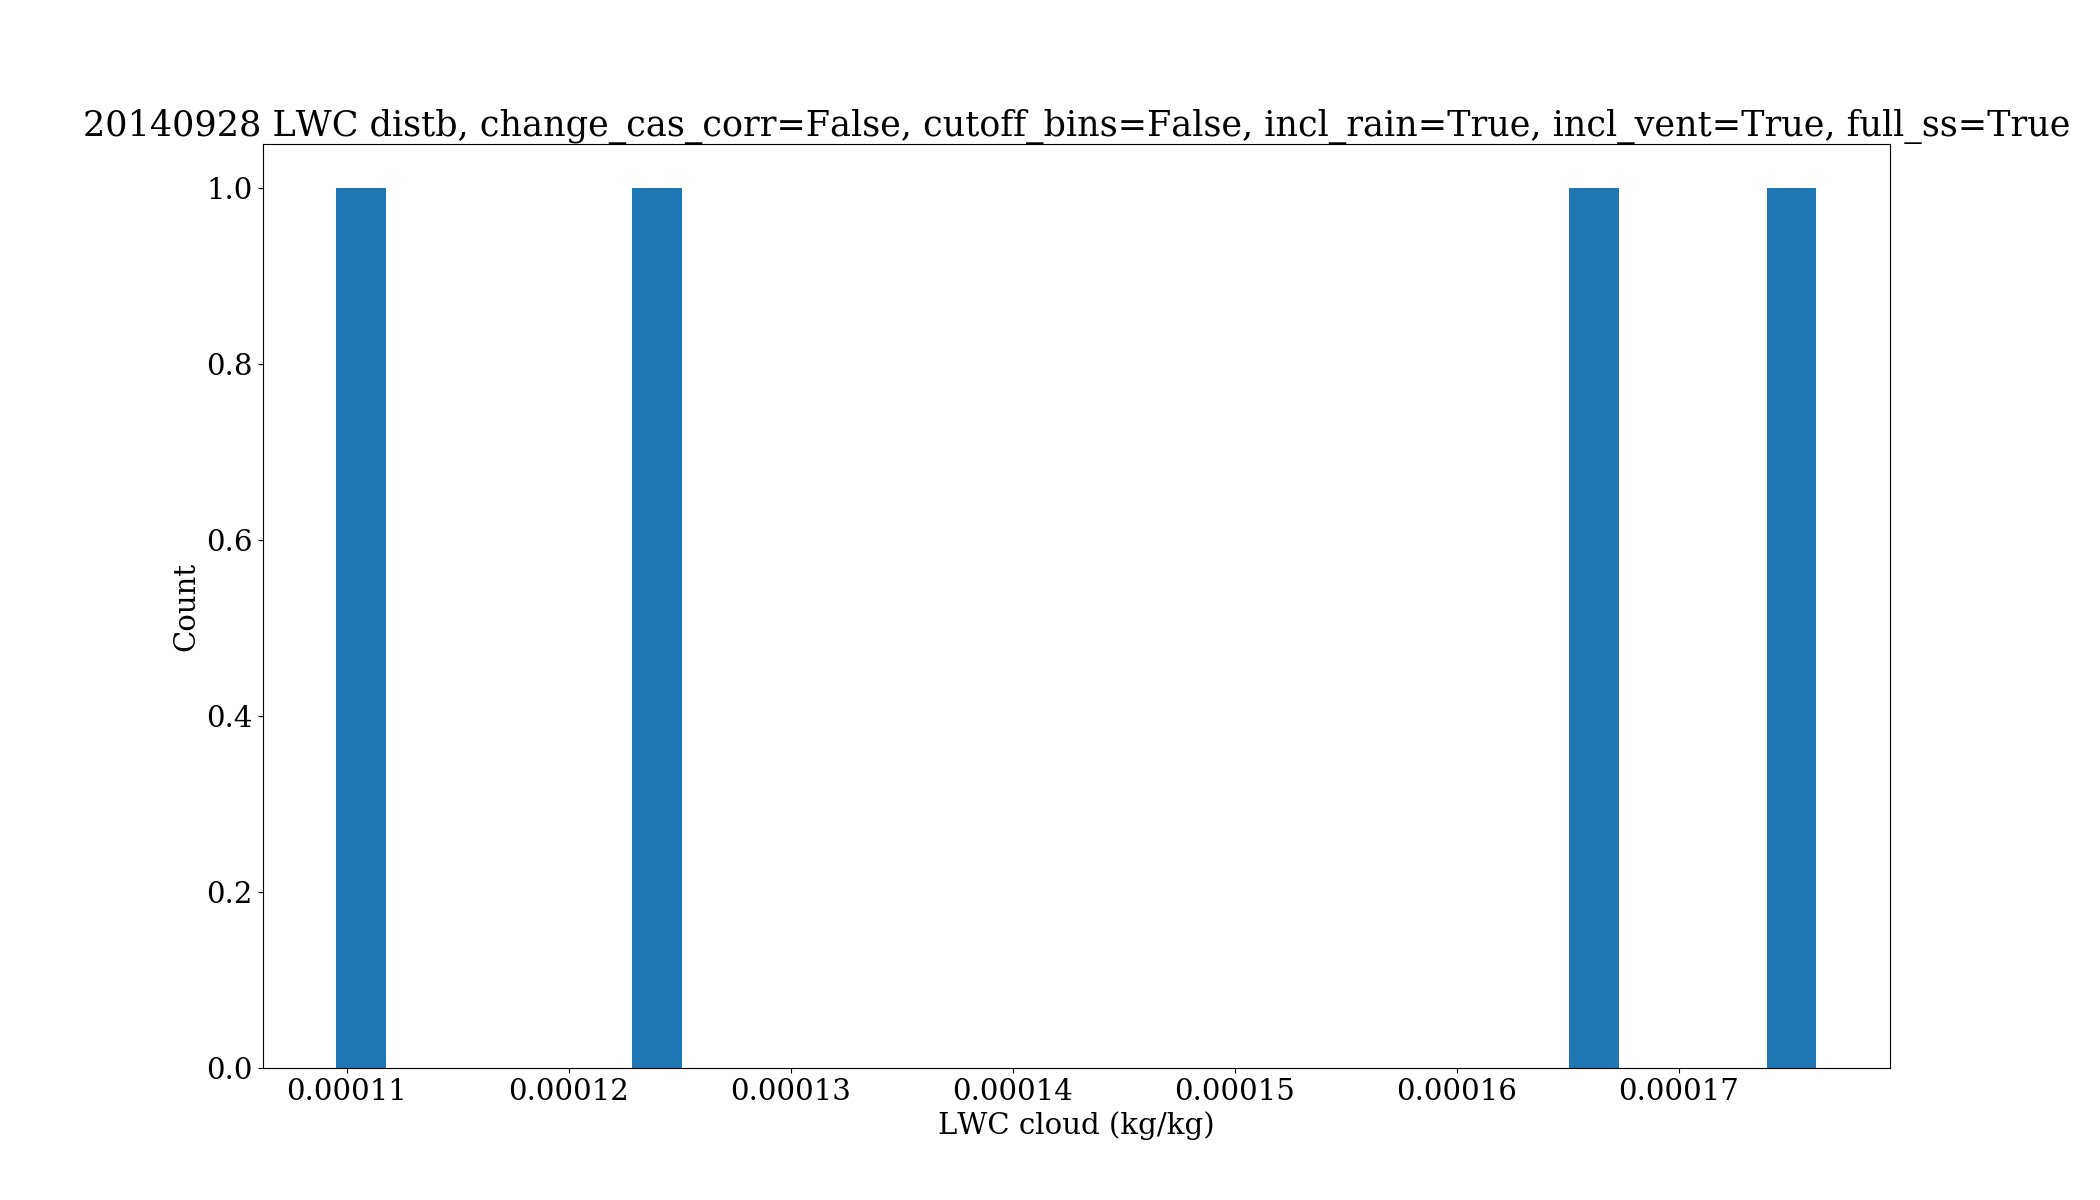 20140928 LWC distb, change_cas_corr=False, cutoff_bins=False, incl_rain=True, incl_vent=True, full_ss=True
1.0
0.8
0.6
0.4
0.2
0.0
Count
0.00011 0.00012 0.00013 0.00014 0.00015 0.00016 0.00017
LWC cloud (kg/kg)